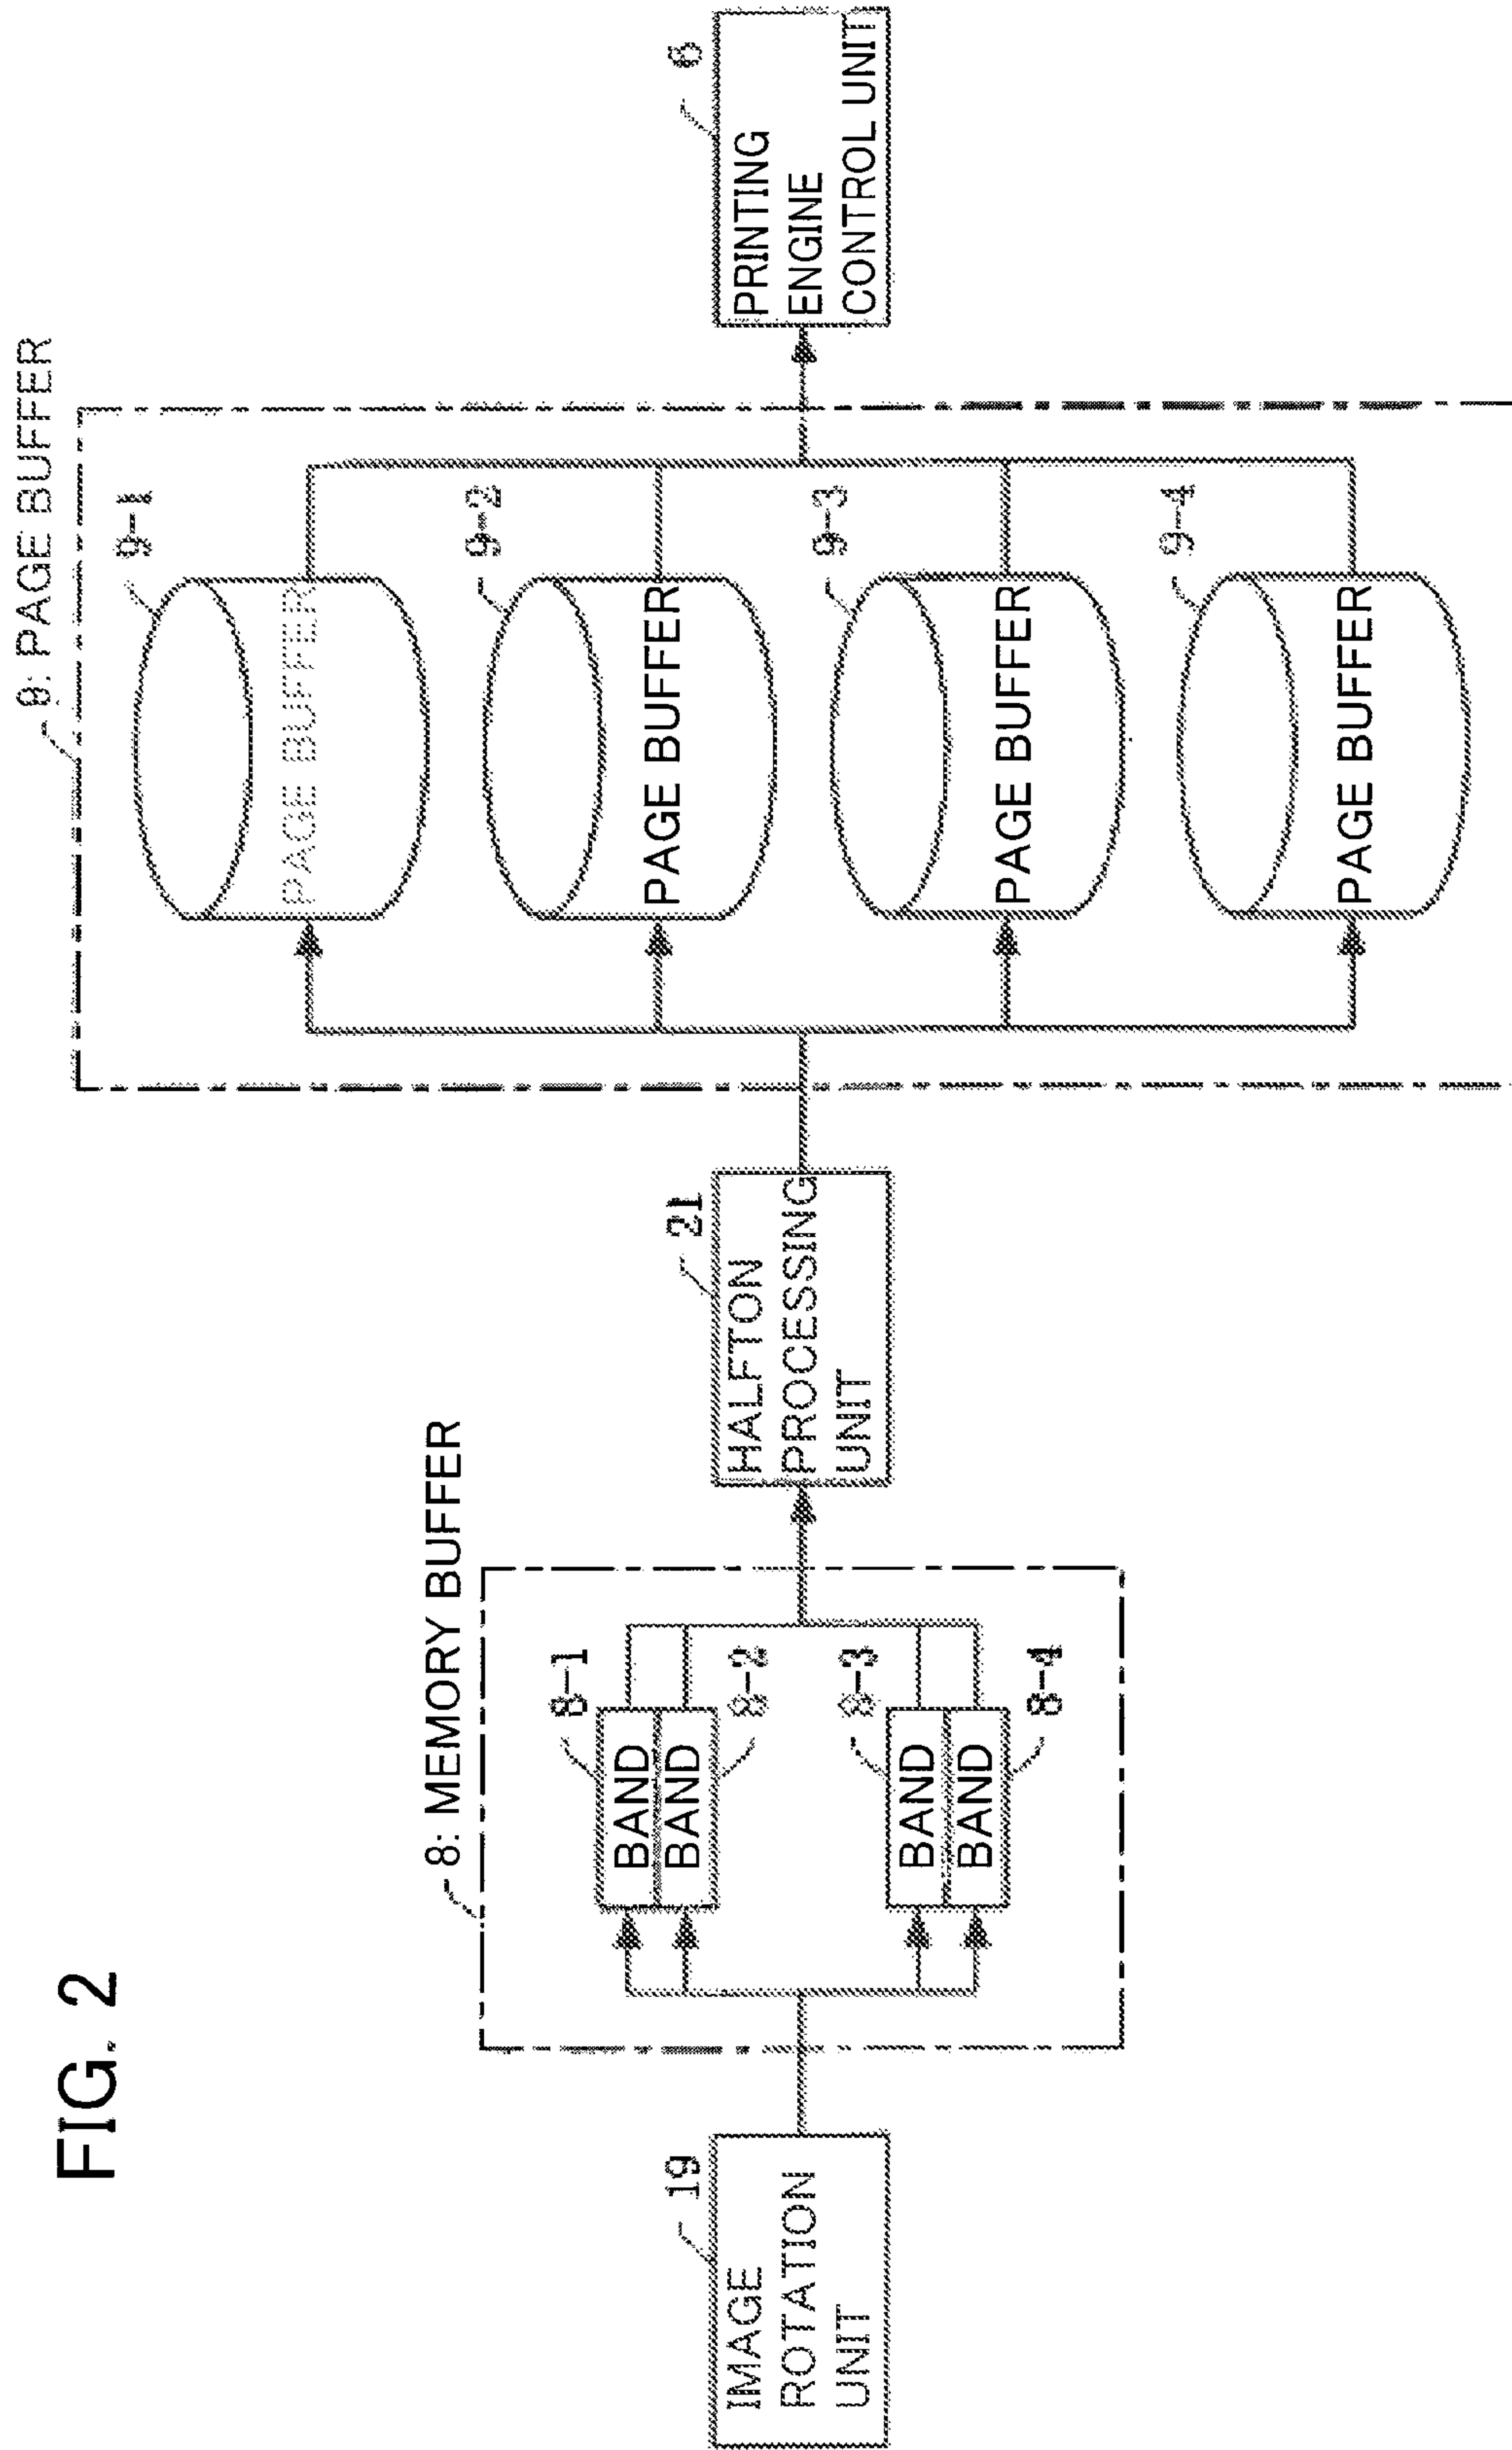 FIG. 2
IMAGE
ROTATION
UNIT
19
8: MEMORY BUFFER
BAND
8-1
BAND
8-2
BAND
8-3
BAND
8-4
HALFTON
PROCESSING
UNIT
21
9: PAGE BUFFER
PAGE BUFFER
9-1
PAGE BUFFER
9-2
PAGE BUFFER
9-3
PAGE BUFFER
9-4
PRINTING
ENGINE
CONTROL UNIT
6